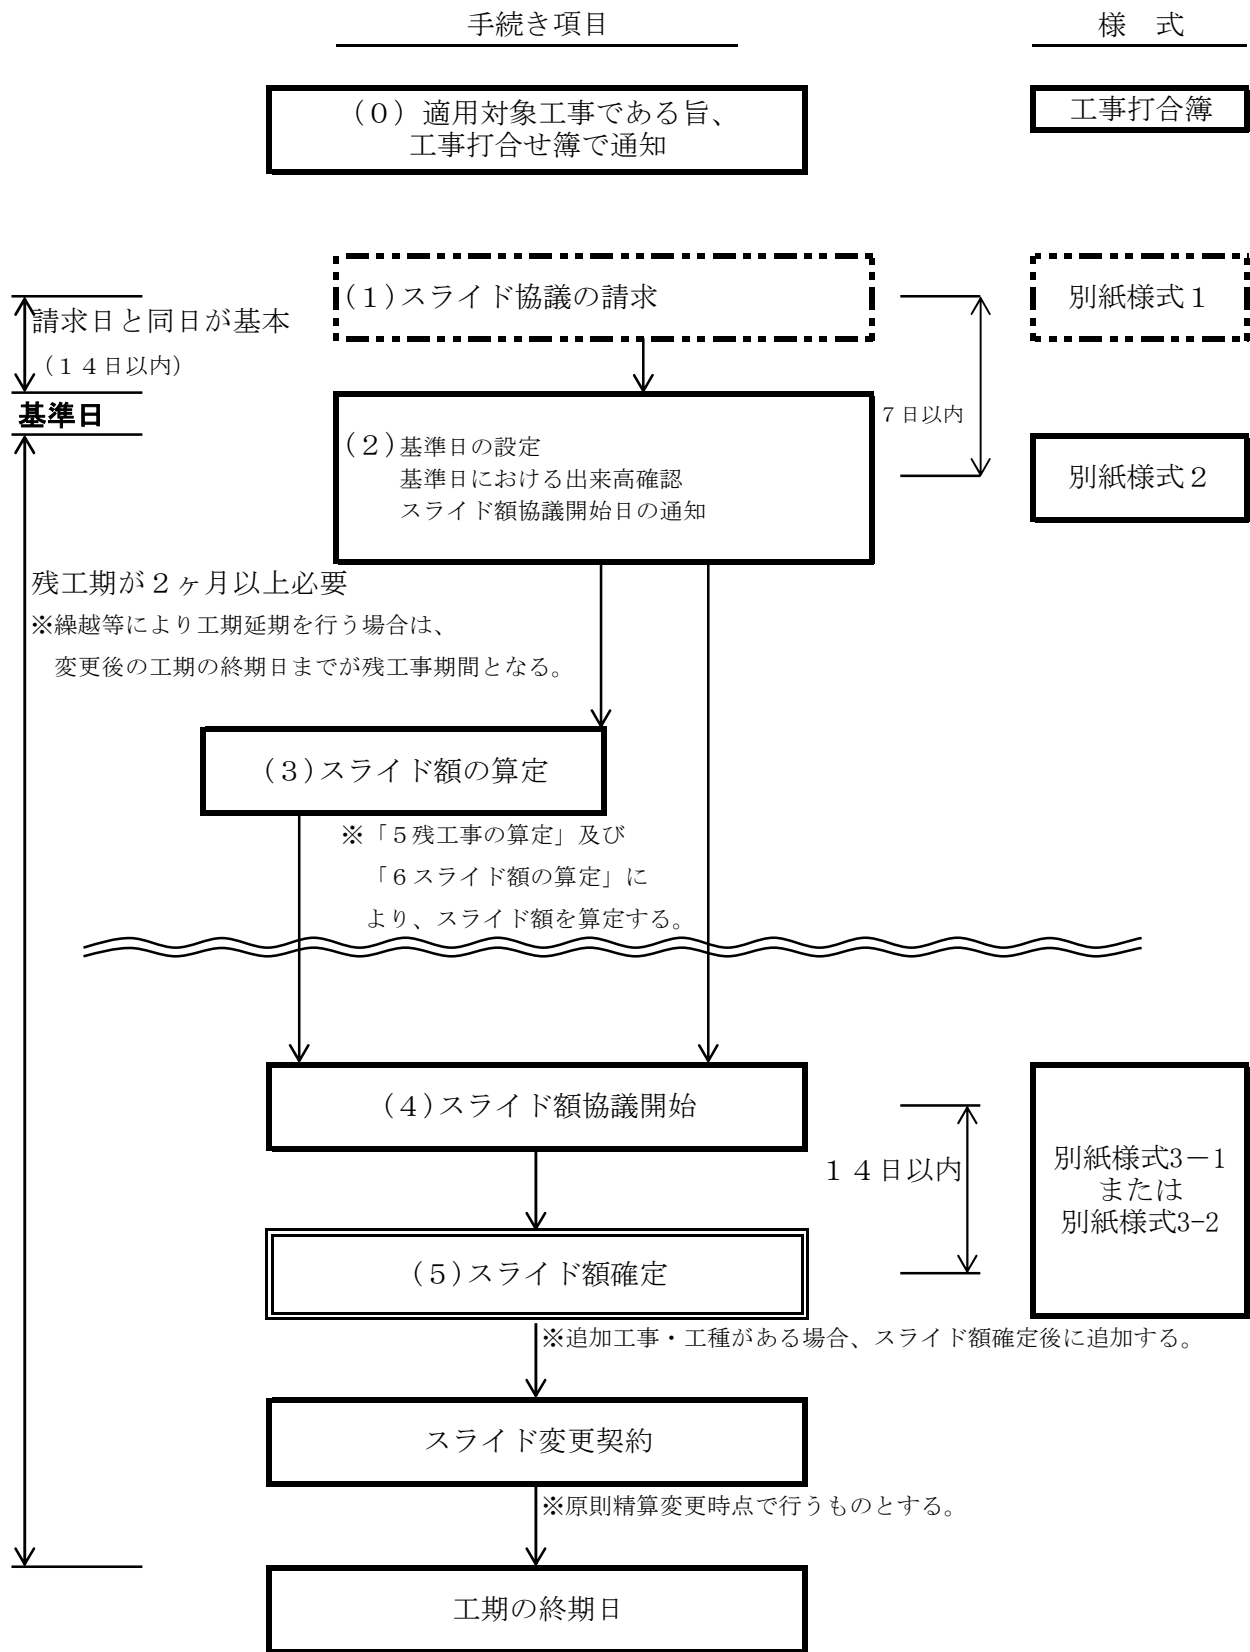 手続き項目
様　式
(０) 適用対象工事である旨、
工事打合せ簿で通知
工事打合簿
(１)スライド協議の請求
別紙様式１
請求日と同日が基本
（１４日以内）
基準日
７日以内
(２)基準日の設定
基準日における出来高確認
スライド額協議開始日の通知
別紙様式２
残工期が２ヶ月以上必要
※繰越等により工期延期を行う場合は、
変更後の工期の終期日までが残工事期間となる。
(３)スライド額の算定
※「５残工事の算定」及び
「６スライド額の算定」に
より、スライド額を算定する。
(４)スライド額協議開始
１４日以内
別紙様式3－1
または
別紙様式3-2
(５)スライド額確定
※追加工事・工種がある場合、スライド額確定後に追加する。
スライド変更契約
※原則精算変更時点で行うものとする。
工期の終期日